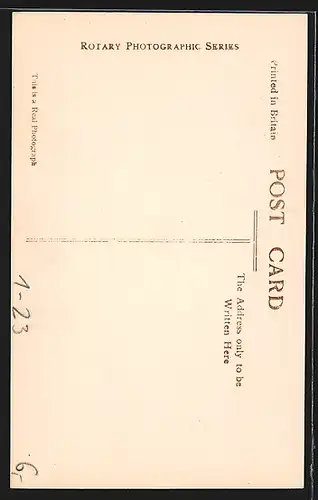 ROTARY PHOTOGRAPHIC SERIES
This is a Real Photograph
Printed in Britain
POST CARD
The Address only to be
Written Here
1-23
6,-